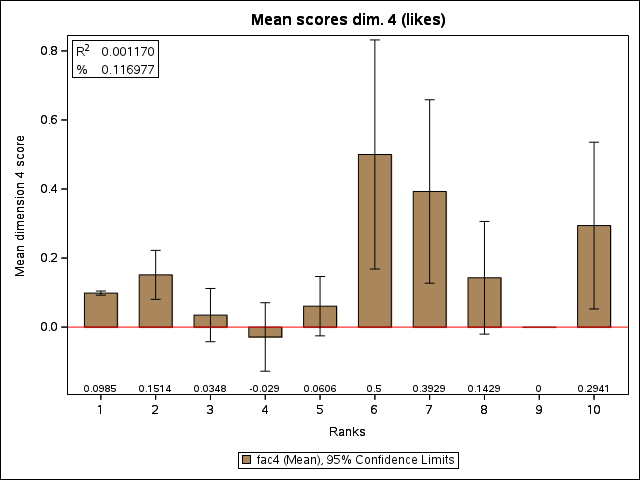 Mean scores dim. 4 (likes)
R² 0.001170
% 0.116977
0.8
0.6
0.4
0.2
0.0
Mean dimension 4 score
0.0985 0.1514 0.0348 -0.029 0.0606 0.5 0.3929 0.1429 0 0.2941
1 2 3 4 5 6 7 8 9 10
Ranks
fac4 (Mean), 95% Confidence Limits